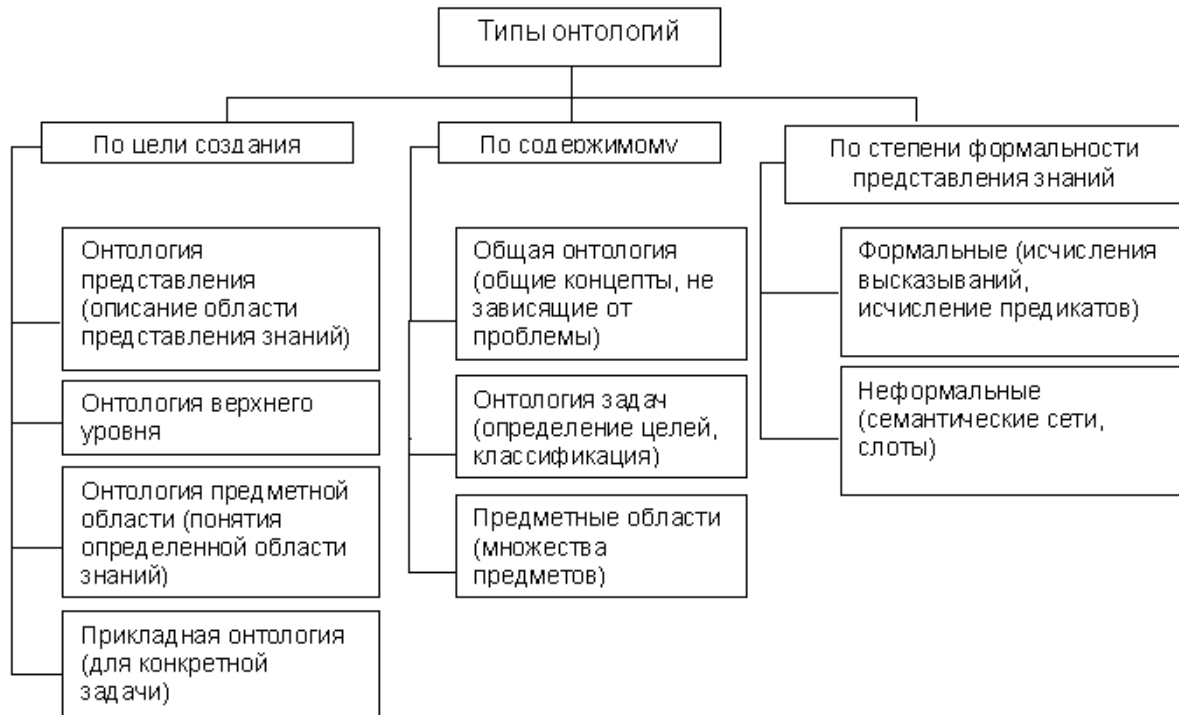 Типы онтологий
По цели создания
Онтология
представления
(описание области
представления знаний)
Онтология верхнего
уровня
Онтология предметной
области (понятия
определенной области
знаний)
Прикладная онтология
(для конкретной
задачи)
По содержимому
Общая онтология
(общие концепты, не
зависящие от
проблемы)
Онтология задач
(определение целей,
классификация)
Предметные области
(множества
предметов)
По степени формальности
представления знаний
Формальные (исчисления
высказываний,
исчисление предикатов)
Неформальные
(семантические сети,
слоты)